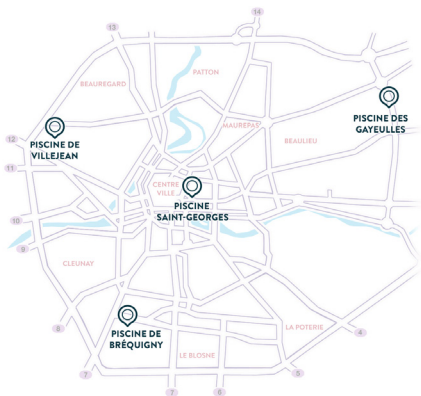 14
13
PATTON
BEAUREGARD
MAUREPAS
PISCINE DES
GAYEULLES
12
PISCINE DE
VILLEJEAN
BEAULIEU
11
CENTRE
VILLE
PISCINE
SAINT-GEORGES
10
9
CLEUNAY
8
PISCINE DE
BRÉQUIGNY
LA POTERIE
4
LE BLOSNE
7
5
7
6